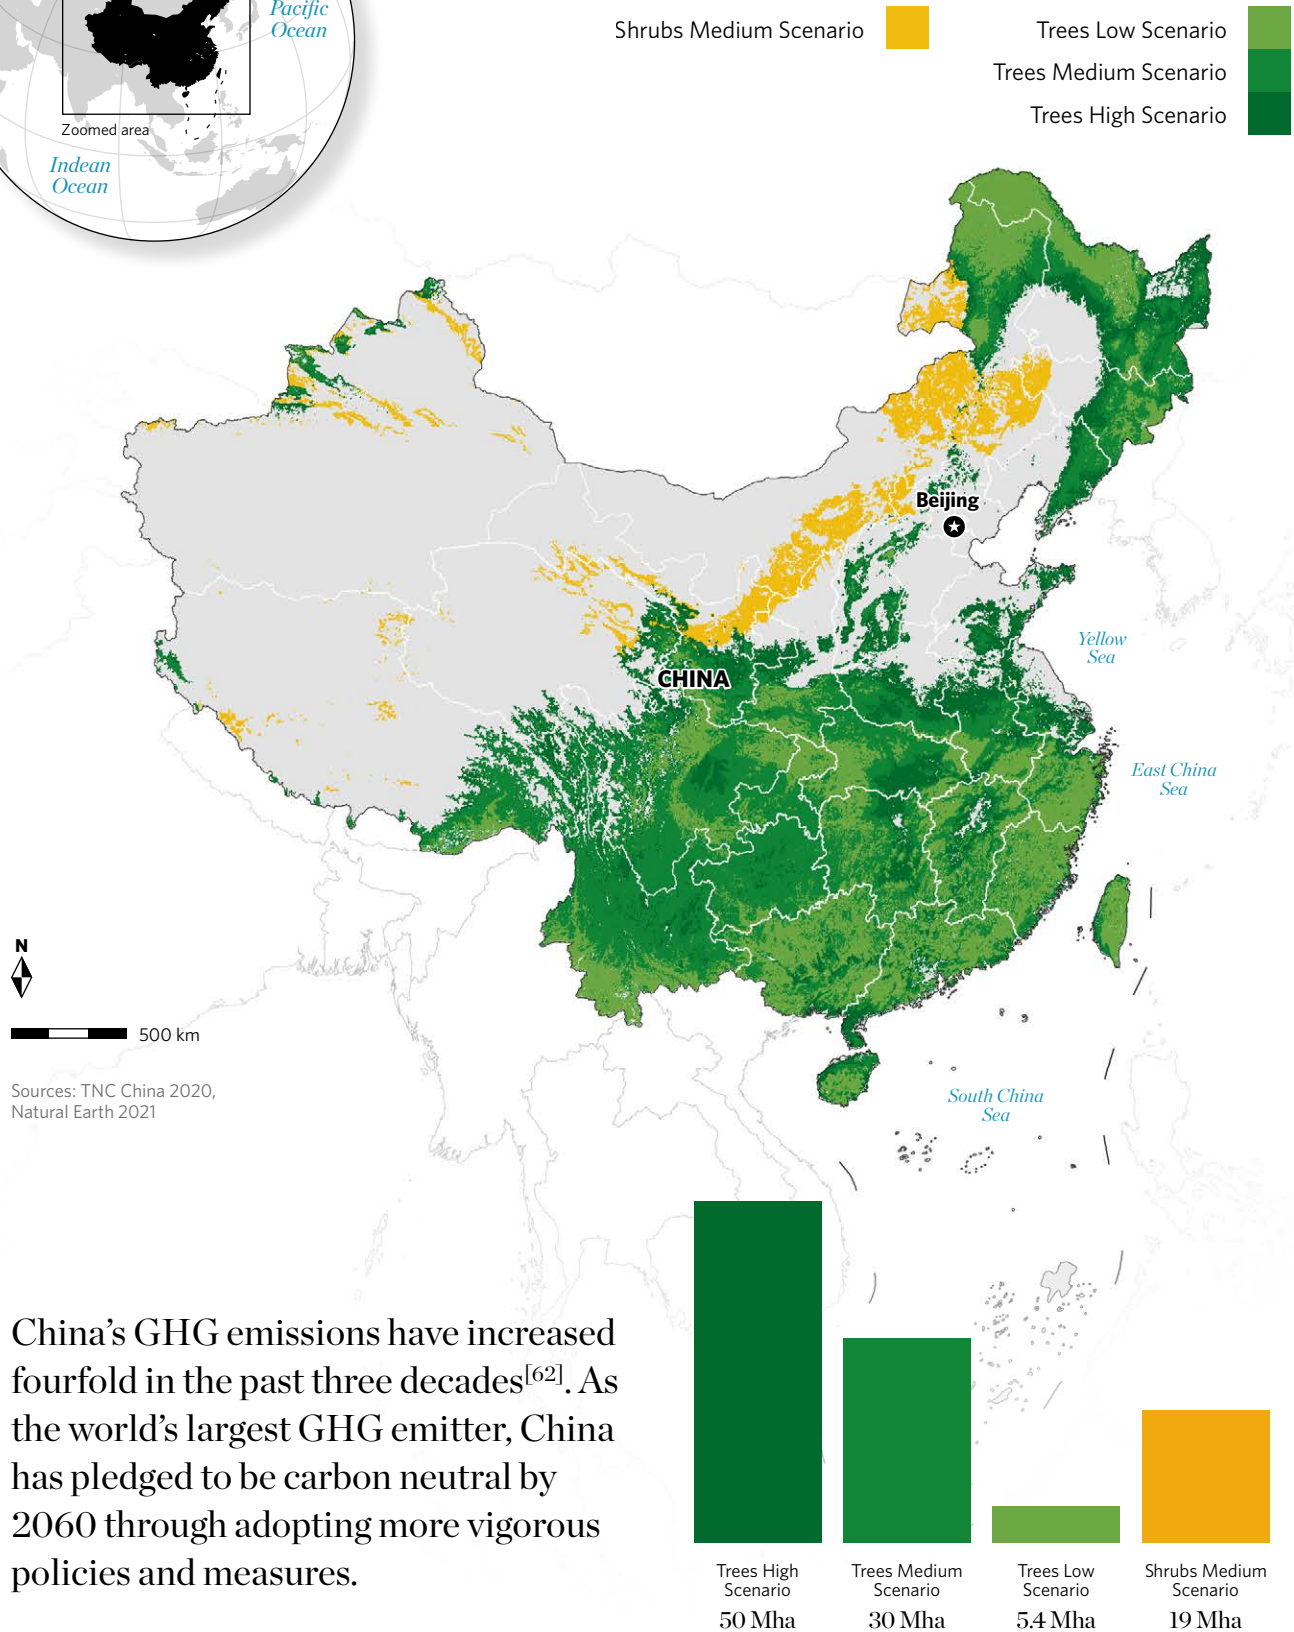 Pacific
Ocean
Zoomed area
Indean
Ocean
Shrubs Medium Scenario
Trees Low Scenario
Trees Medium Scenario
Trees High Scenario
Beijing
CHINA
Yellow
Sea
East China
Sea
South China
Sea
N
500 km
Sources: TNC China 2020,
Natural Earth 2021
China’s GHG emissions have increased
fourfold in the past three decades[62]. As
the world’s largest GHG emitter, China
has pledged to be carbon neutral by
2060 through adopting more vigorous
policies and measures.
Trees High
Scenario
50 Mha
Trees Medium
Scenario
30 Mha
Trees Low
Scenario
5.4 Mha
Shrubs Medium
Scenario
19 Mha